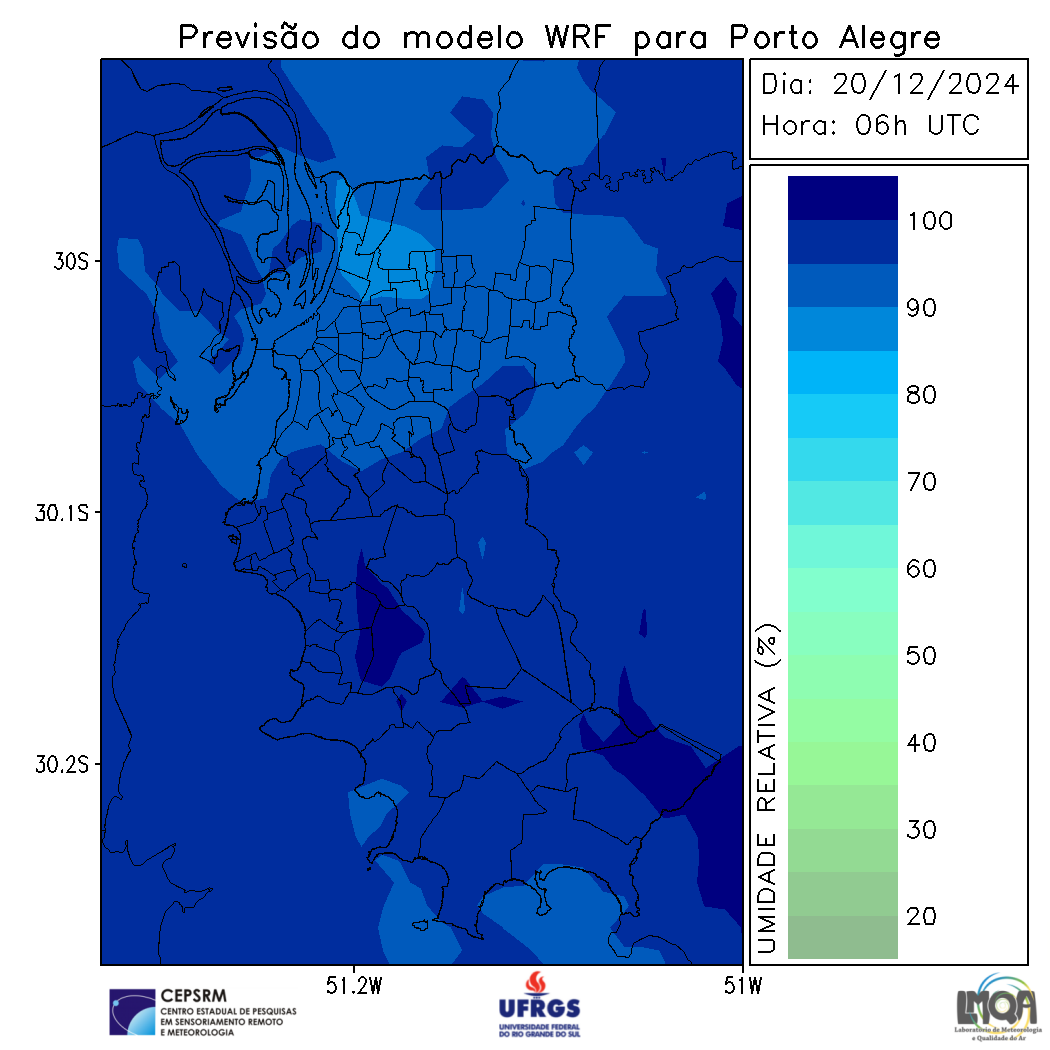 Previsão do modelo WRF para Porto Alegre
Dia: 20/12/2024
Hora: 06h UTC
30S
30.1S
30.2S
51.2W
51W
UMIDADE RELATIVA (%)
100
90
80
70
60
50
40
30
20
CEPSRM
CENTRO ESTADUAL DE PESQUISAS
EM SENSORIAMENTO REMOTO
E METEOROLOGIA
UFRGS
UNIVERSIDADE FEDERAL
DO RIO GRANDE DO SUL
LMQA
Laboratório de Meteorologia
e Qualidade do Ar